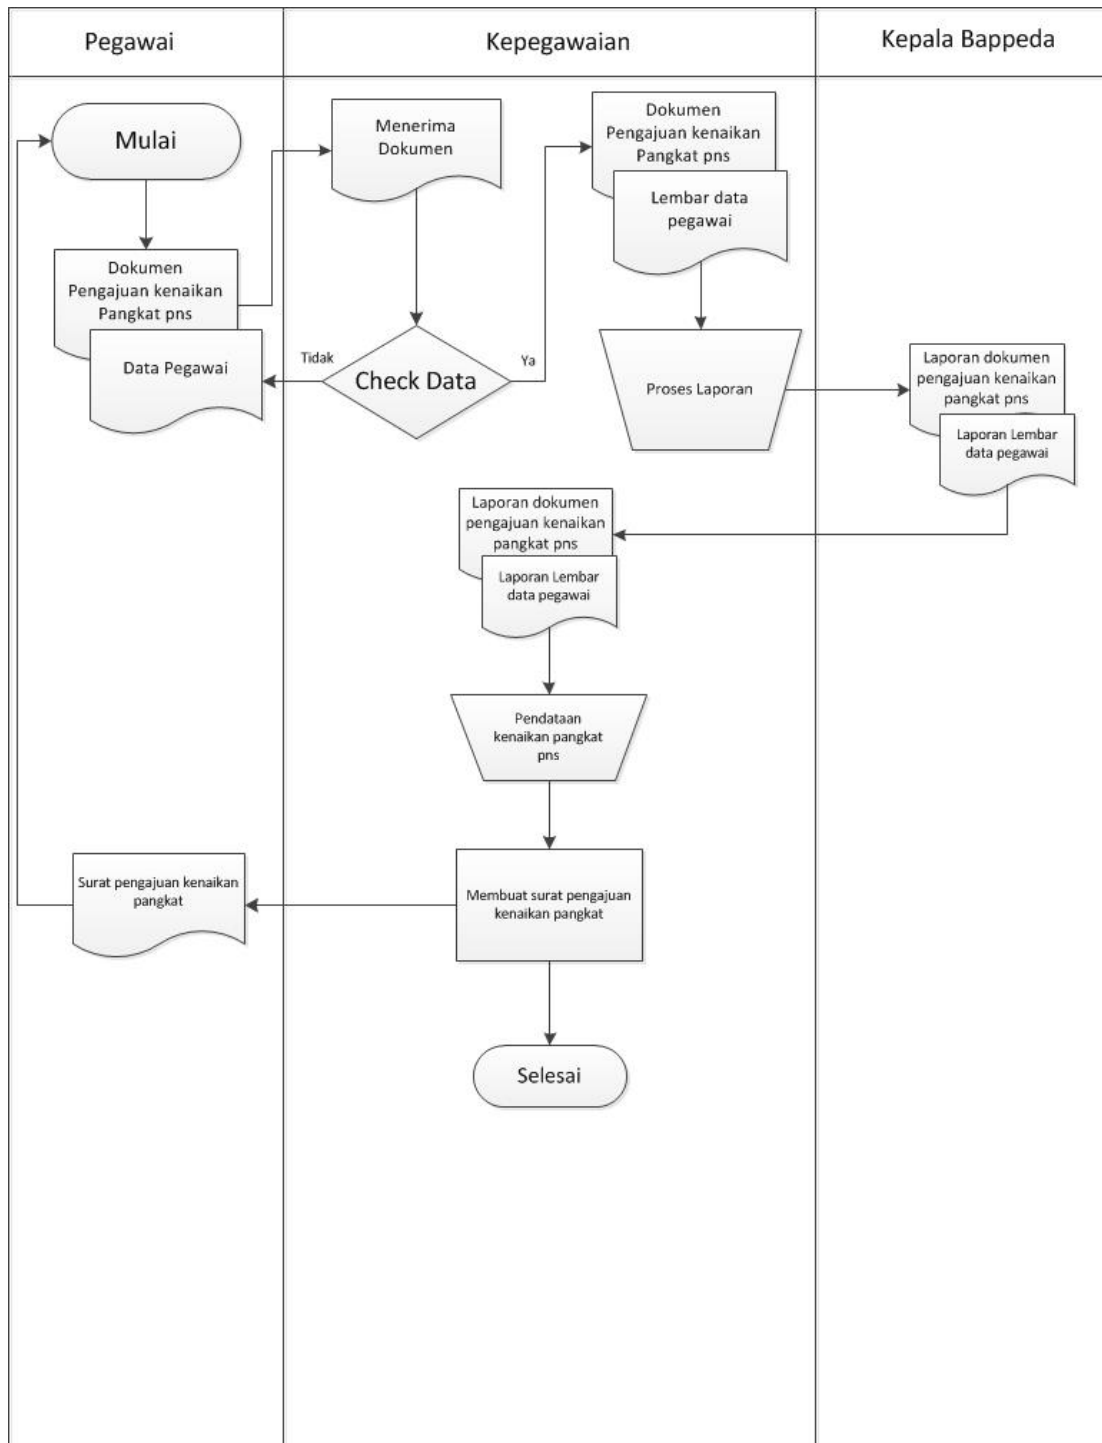 Pegawai
Kepegawaian
Kepala Bappeda
Mulai
Dokumen
Pengajuan kenaikan
Pangkat pns
Data Pegawai
Menerima
Dokumen
Tidak
Check Data
Ya
Dokumen
Pengajuan kenaikan
Pangkat pns
Lembar data
pegawai
Proses Laporan
Laporan dokumen
pengajuan kenaikan
pangkat pns
Laporan Lembar
data pegawai
Laporan dokumen
pengajuan kenaikan
pangkat pns
Laporan Lembar
data pegawai
Pendataan
kenaikan pangkat
pns
Membuat surat pengajuan
kenaikan pangkat
Surat pengajuan kenaikan
pangkat
Selesai